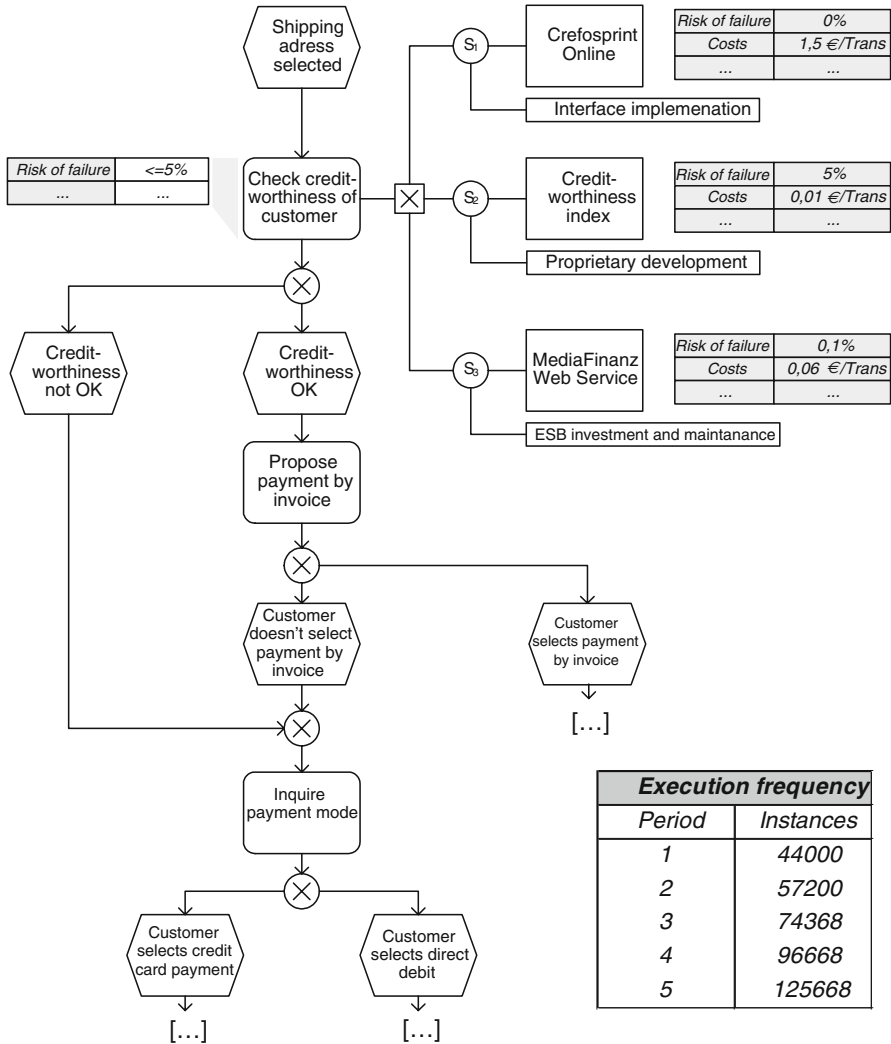 Shipping
adress
selected
Risk of failure <=5%
... ...
Check credit-
worthiness of
customer
S₁
Crefosprint
Online
Interface implemenation
Risk of failure 0%
Costs 1,5 €/Trans
... ...
S₂
Credit-
worthiness
index
Proprietary development
Risk of failure 5%
Costs 0,01 €/Trans
... ...
S₃
MediaFinanz
Web Service
ESB investment and maintanance
Risk of failure 0,1%
Costs 0,06 €/Trans
... ...
Credit-
worthiness
not OK
Credit-
worthiness
OK
Propose
payment by
invoice
Customer
doesn't select
payment by
invoice
Customer
selects payment
by invoice
[...]
Inquire
payment mode
Customer
selects credit
card payment
[...]
Customer
selects direct
debit
[...]
Execution frequency
Period Instances
1 44000
2 57200
3 74368
4 96668
5 125668